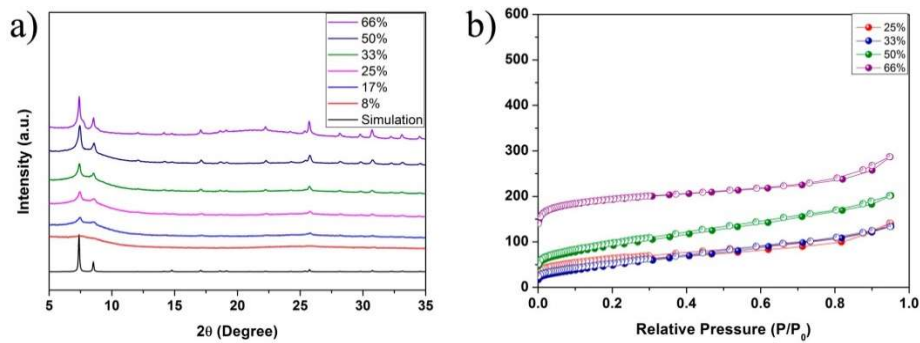 a)
66%
50%
33%
25%
17%
8%
Simulation
Intensity (a.u.)
5 10 15 20 25 30 35
2θ (Degree)
b)
25%
33%
50%
66%
600
500
400
300
200
100
0
0.0 0.2 0.4 0.6 0.8 1.0
Relative Pressure (P/P₀)